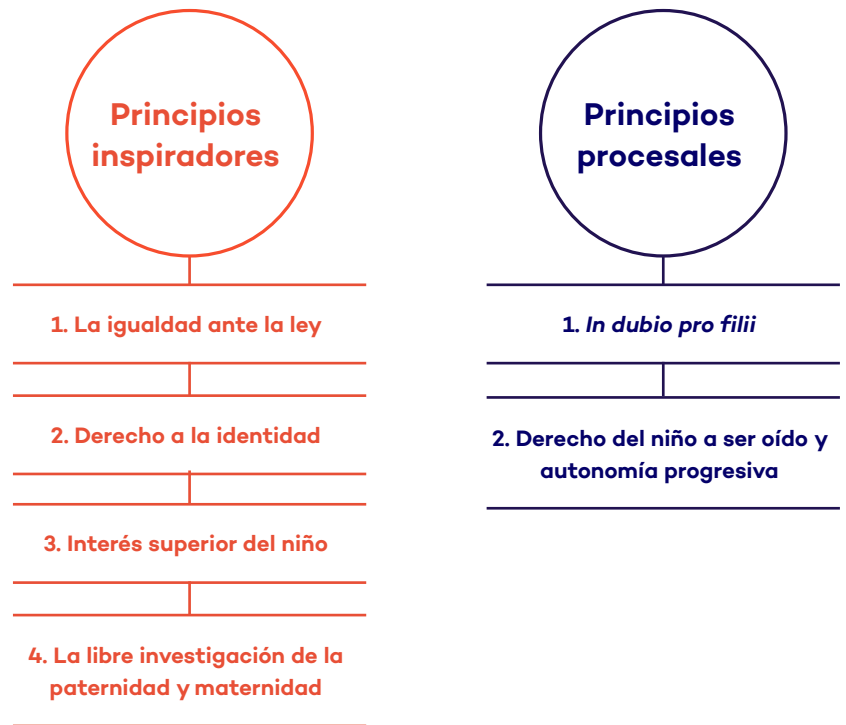 Principios
inspiradores
1. La igualdad ante la ley
2. Derecho a la identidad
3. Interés superior del niño
4. La libre investigación de la
paternidad y maternidad
Principios
procesales
1. In dubio pro filii
2. Derecho del niño a ser oído y
autonomía progresiva